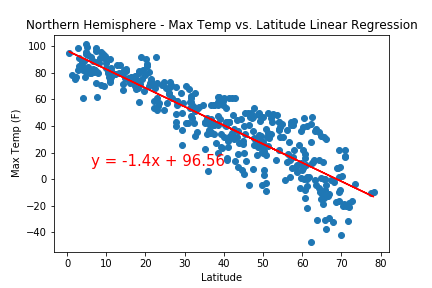 Northern Hemisphere - Max Temp vs. Latitude Linear Regression
100
80
60
40
20
0
−20
−40
Max Temp (F)
y = -1.4x + 96.56
0 10 20 30 40 50 60 70 80
Latitude